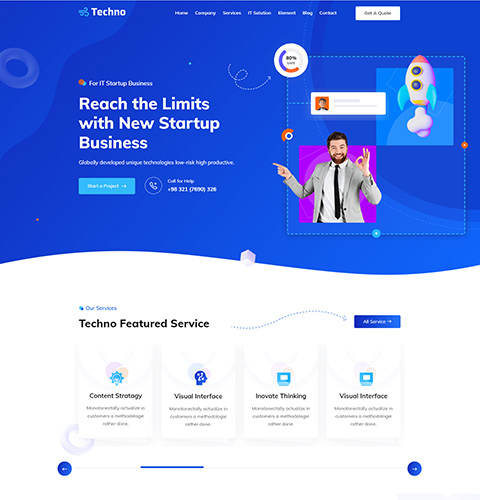 Techno
Home Company Services IT Solution Element Blog Contact
Get A Quote
80%
SAFE
For IT Startup Business
Reach the Limits
with New Startup
Business
Globally developed unique technologies low-risk high productive.
Start a Project
Call for Help:
+98 321 (7690) 326
Our Services
Techno Featured Service
All Service
Content Stratagy
Monotonectally actualize in
customers a methodologie
rather done.
Visual Interface
Monotonectally actualize in
customers a methodologie
rather done.
Inovate Thinking
Monotonectally actualize in
customers a methodologie
rather done.
Visual Interface
Monotonectally actualize in
customers a methodologie
rather done.